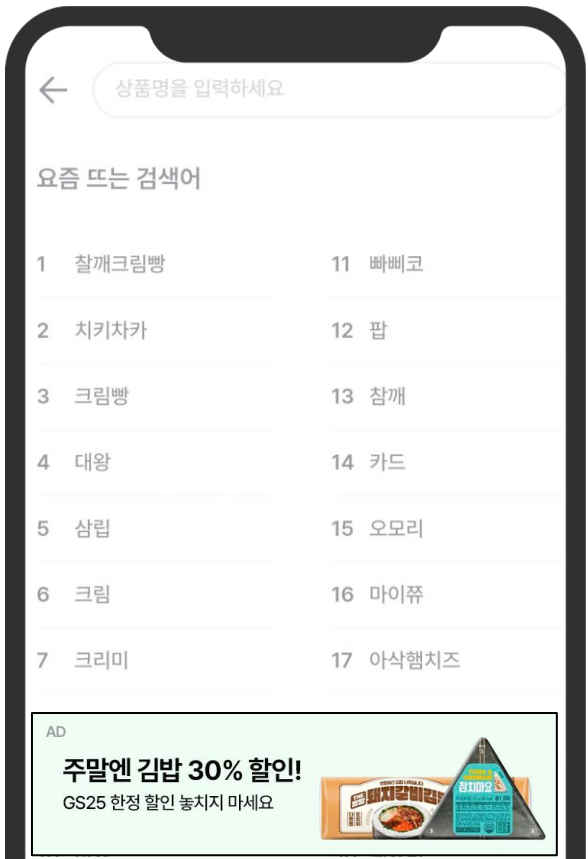 상품명을 입력하세요
요즘 뜨는 검색어
1 찰깨크림빵
2 치키차카
3 크림빵
4 대왕
5 삼립
6 크림
7 크리미
11 빠삐코
12 팝
13 참깨
14 카드
15 오모리
16 마이쮸
17 아삭햄치즈
AD
주말엔 김밥 30% 할인!
GS25 한정 할인 놓치지 마세요
돼지갈비김
참치마요